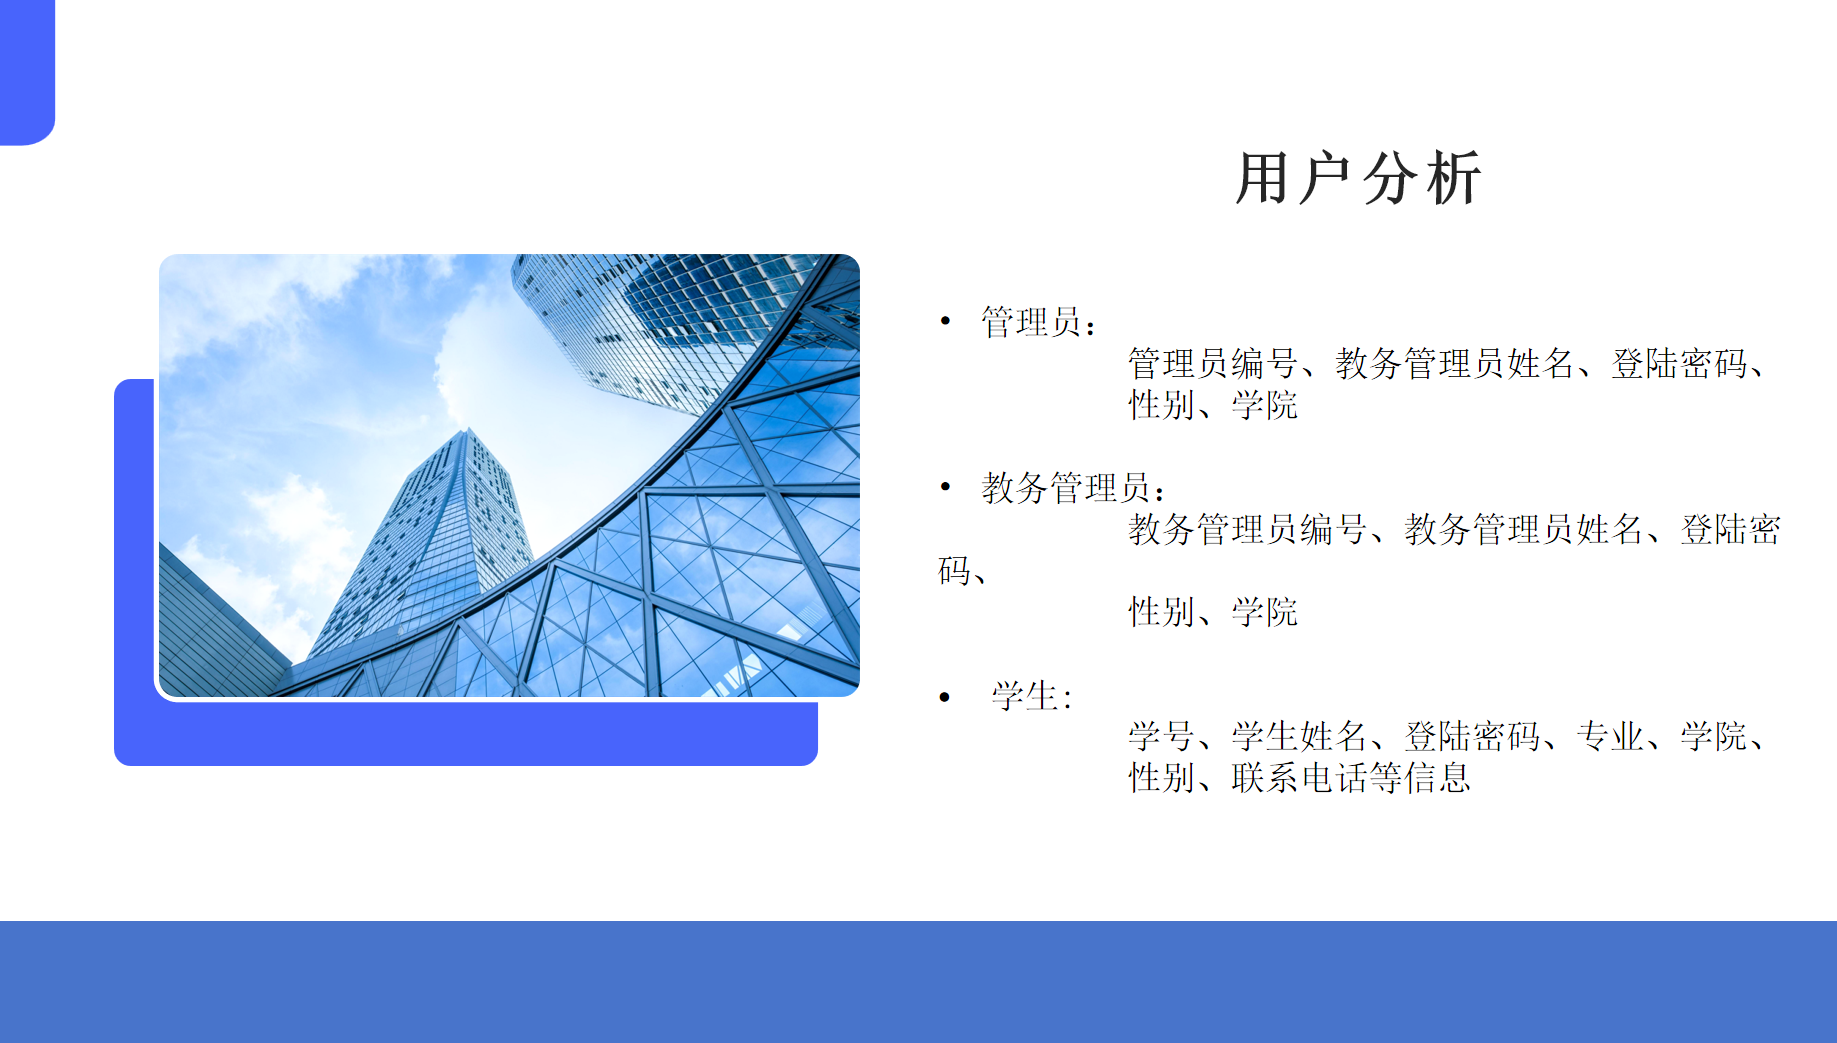 用户分析
• 管理员：
管理员编号、教务管理员姓名、登陆密码、
性别、学院
• 教务管理员：
教务管理员编号、教务管理员姓名、登陆密
码、
性别、学院
• 学生：
学号、学生姓名、登陆密码、专业、学院、
性别、联系电话等信息